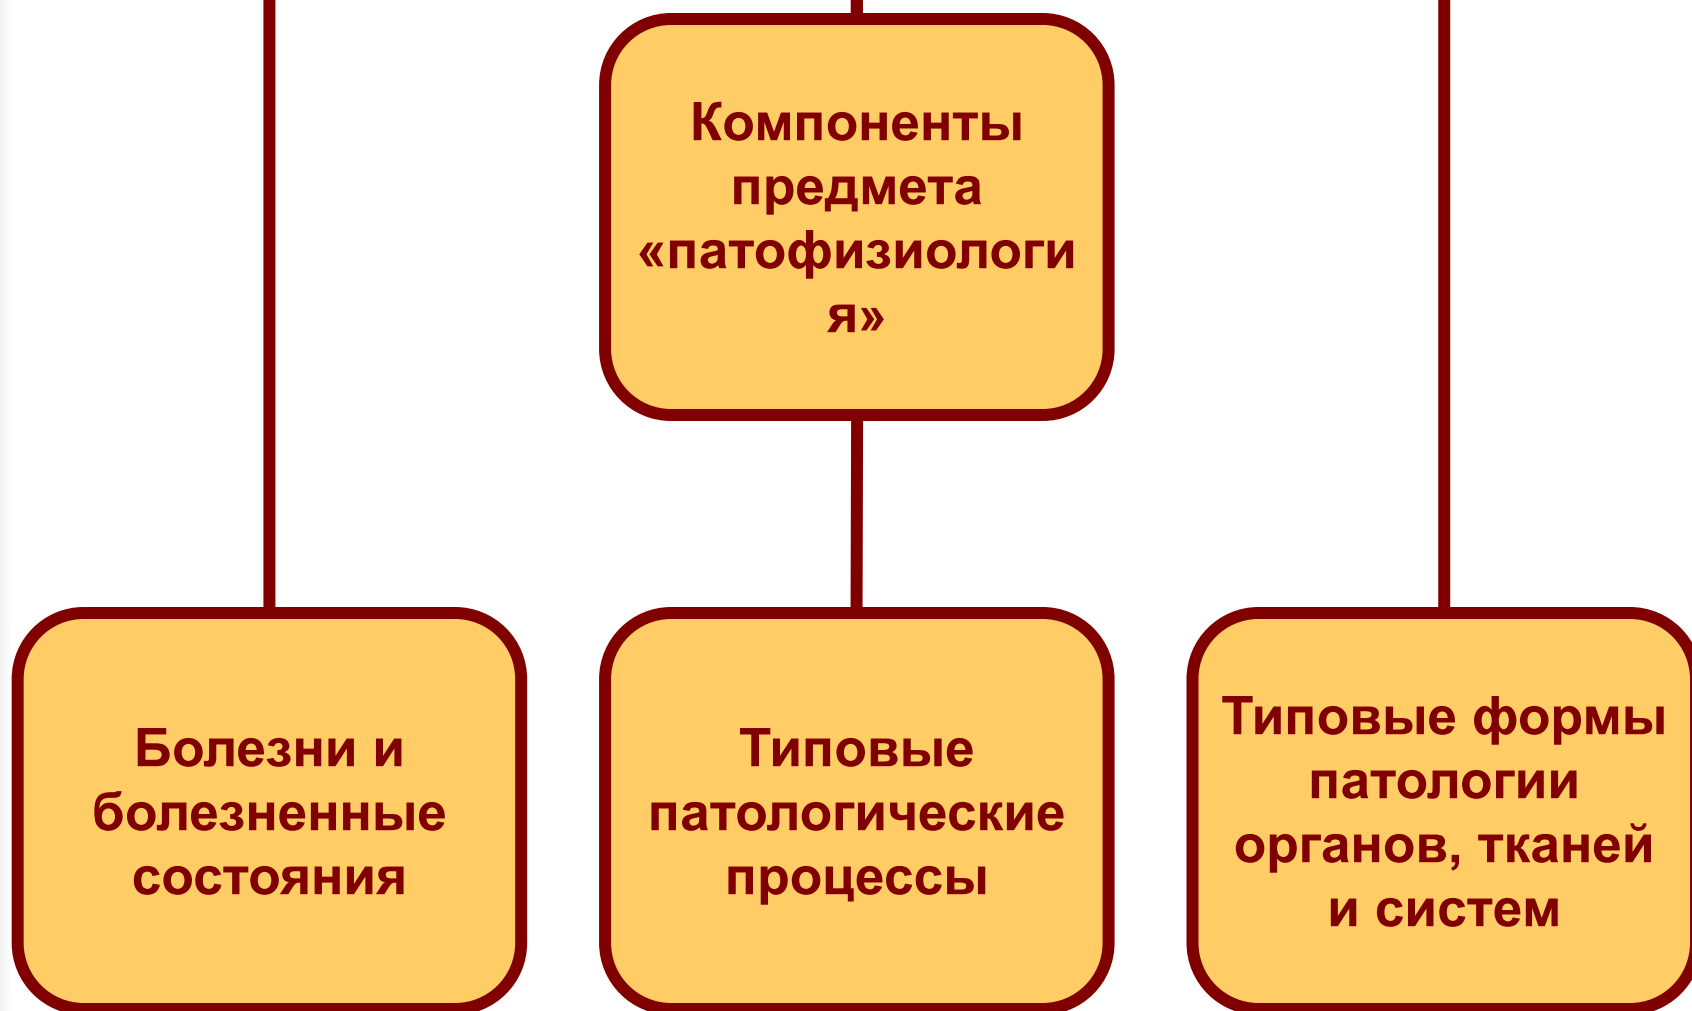 Компоненты
предмета
«патофизиологи
я»
Болезни и
болезненные
состояния
Типовые
патологические
процессы
Типовые формы
патологии
органов, тканей
и систем